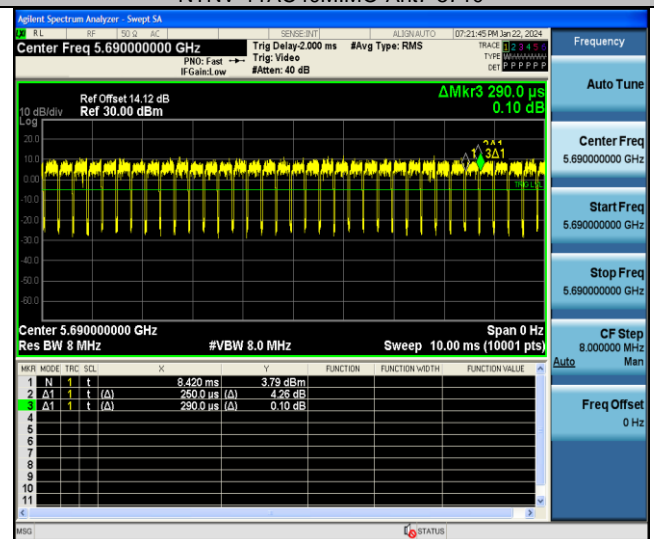 Agilent Spectrum Analyzer - Swept SA
RL RF 50 Ω AC SENSE:INT ALIGN AUTO 07:21:45 PM Jan 22, 2024
Center Freq 5.690000000 GHz
PNO: Fast
IFGain:Low
Trig Delay-2.000 ms
Trig: Video
#Atten: 40 dB
#Avg Type: RMS
TRACE 1 2 3 4 5 6
TYPE
DET P P P P P P
Frequency
Auto Tune
10 dB/div
Log
Ref Offset 14.12 dB
Ref 30.00 dBm
ΔMkr3 290.0 µs
0.10 dB
20.0
10.0
0.00
-10.0
-20.0
-30.0
-40.0
-50.0
-60.0
2Δ1
1 3Δ1
TRIG LVL
Center Freq
5.690000000 GHz
Start Freq
5.690000000 GHz
Stop Freq
5.690000000 GHz
CF Step
8.000000 MHz
Auto Man
Freq Offset
0 Hz
Center 5.690000000 GHz Span 0 Hz
Res BW 8 MHz #VBW 8.0 MHz Sweep 10.00 ms (10001 pts)
MKR MODE TRC SCL X Y FUNCTION FUNCTION WIDTH FUNCTION VALUE
1 N 1 t 8.420 ms 3.79 dBm
2 Δ1 1 t (Δ) 250.0 µs (Δ) 4.26 dB
3 Δ1 1 t (Δ) 290.0 µs (Δ) 0.10 dB
4
5
6
7
8
9
10
11
MSG STATUS